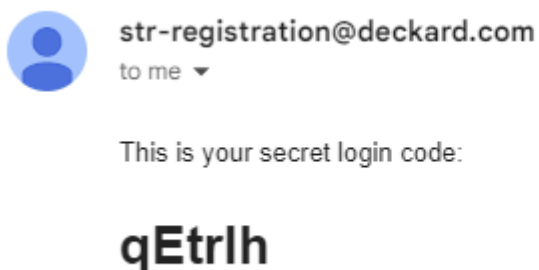 str-registration@deckard.com
to me
This is your secret login code:
qEtrlh